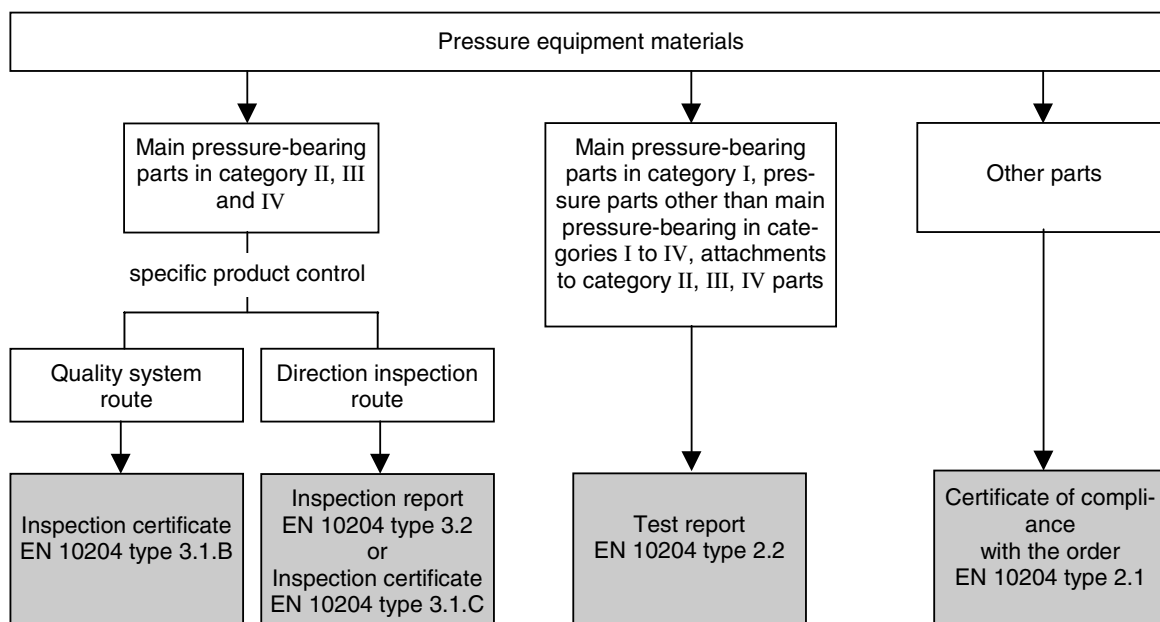 Pressure equipment materials
Main pressure-bearing
parts in category II, III
and IV
Main pressure-bearing
parts in category I, pres-
sure parts other than main
pressure-bearing in cate-
gories I to IV, attachments
to category II, III, IV parts
Other parts
specific product control
Quality system
route
Direction inspection
route
Inspection certificate
EN 10204 type 3.1.B
Inspection report
EN 10204 type 3.2
or
Inspection certificate
EN 10204 type 3.1.C
Test report
EN 10204 type 2.2
Certificate of compli-
ance
with the order
EN 10204 type 2.1